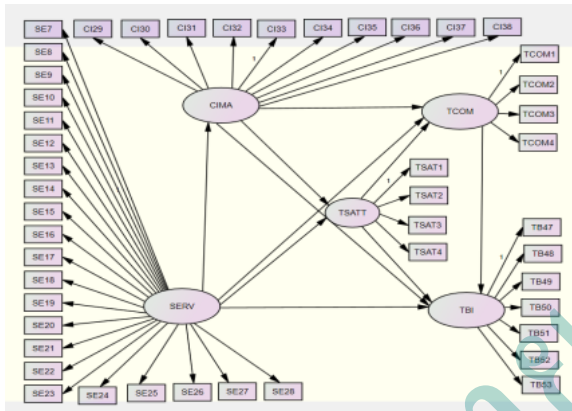 SE7
SE8
SE9
SE10
SE11
SE12
SE13
SE14
SE15
SE16
SE17
SE18
SE19
SE20
SE21
SE22
SE23
SE24
SE25
SE26
SE27
SE28
CI29
CI30
CI31
CI32
CI33
CI34
CI35
CI36
CI37
CI38
1
CIMA
TCOM
1
TCOM1
TCOM2
TCOM3
TCOM4
TSATT
1
TSAT1
TSAT2
TSAT3
TSAT4
SERV
TBI
1
TB47
TB48
TB49
TB50
TB51
TB52
TB53